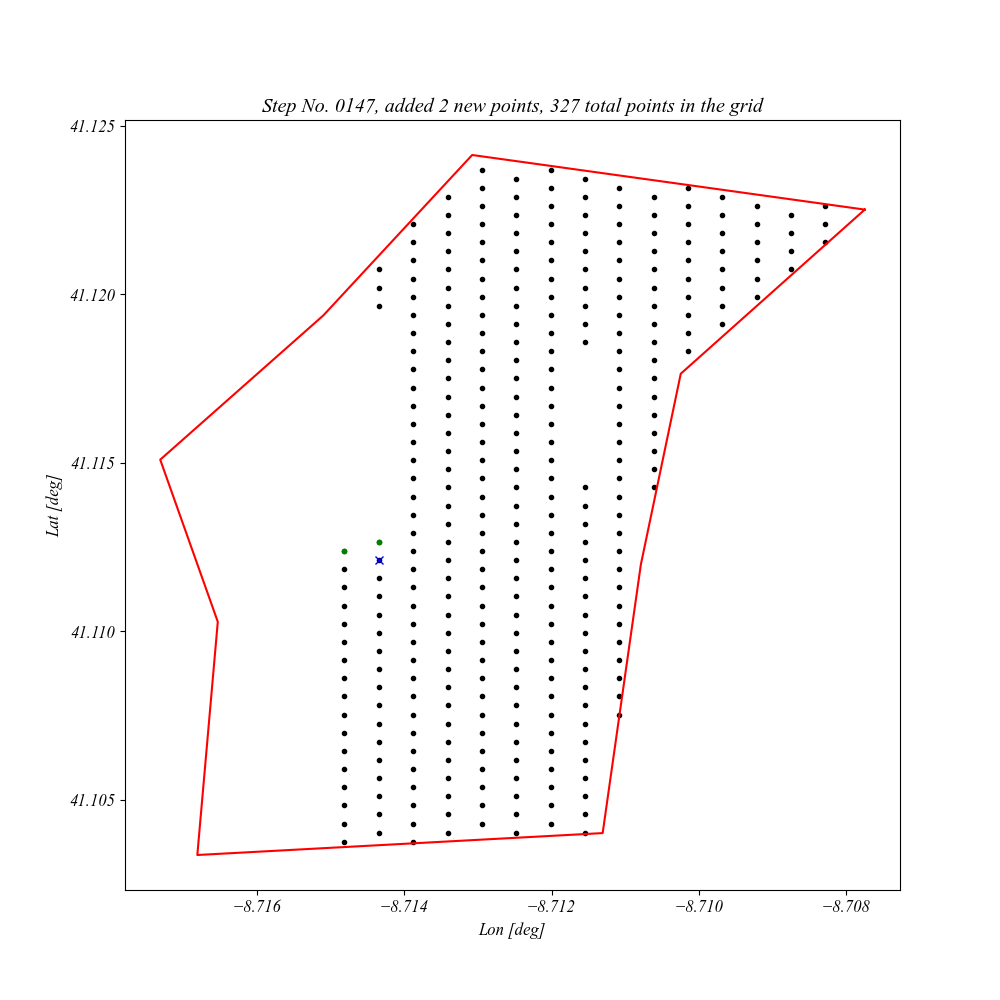 Step No. 0147, added 2 new points, 327 total points in the grid
41.125
41.120
41.115
41.110
41.105
Lat [deg]
−8.716 −8.714 −8.712 −8.710 −8.708
Lon [deg]